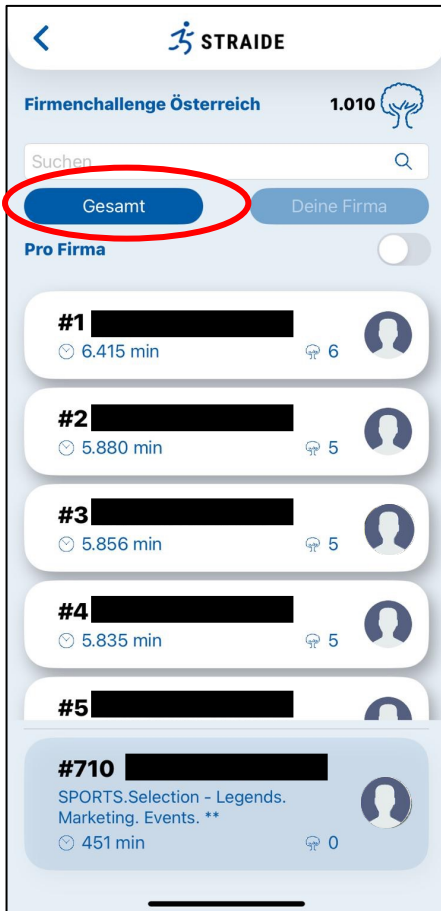 STRAIDE
Firmenchallenge Österreich 1.010
Suchen
Gesamt Deine Firma
Pro Firma
#1
6.415 min 6
#2
5.880 min 5
#3
5.856 min 5
#4
5.835 min 5
#5
#710
SPORTS.Selection - Legends.
Marketing. Events. **
451 min 0